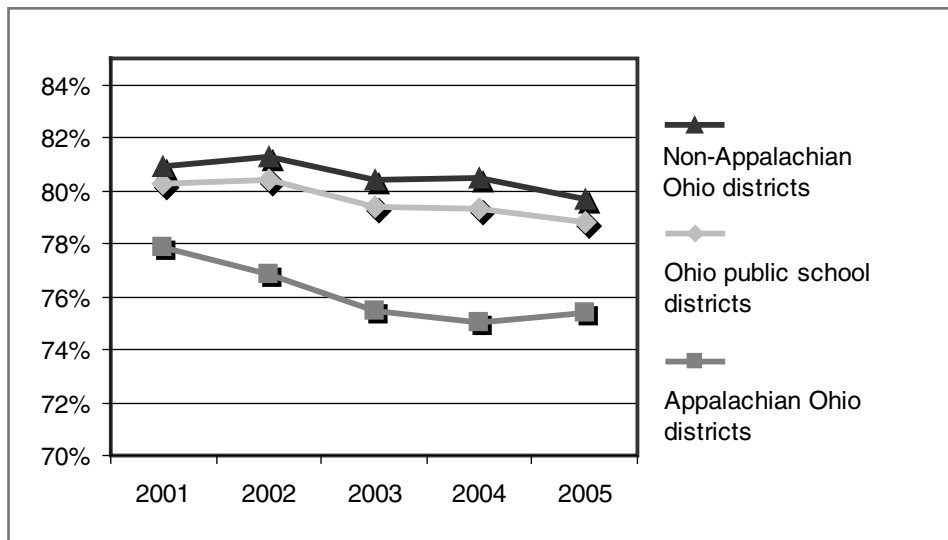 84%
82%
80%
78%
76%
74%
72%
70%
2001 2002 2003 2004 2005
Non-Appalachian
Ohio districts
Ohio public school
districts
Appalachian Ohio
districts